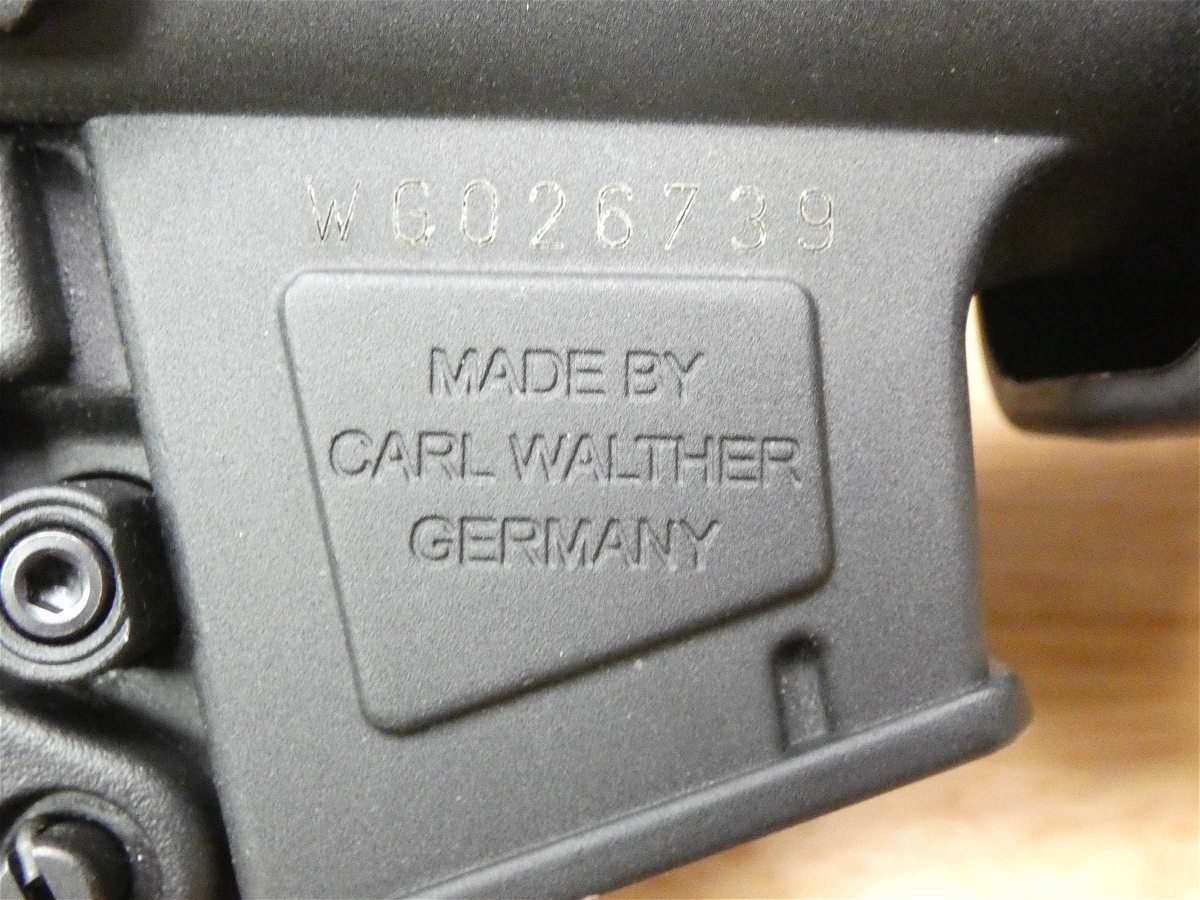 WG026739
MADE BY
CARL WALTHER
GERMANY